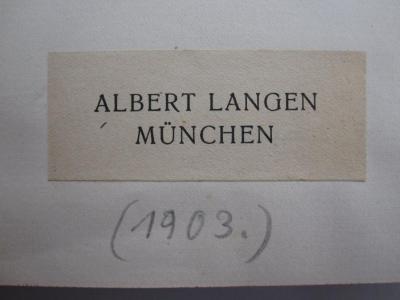 ALBERT LANGEN
MÜNCHEN
(1903.)